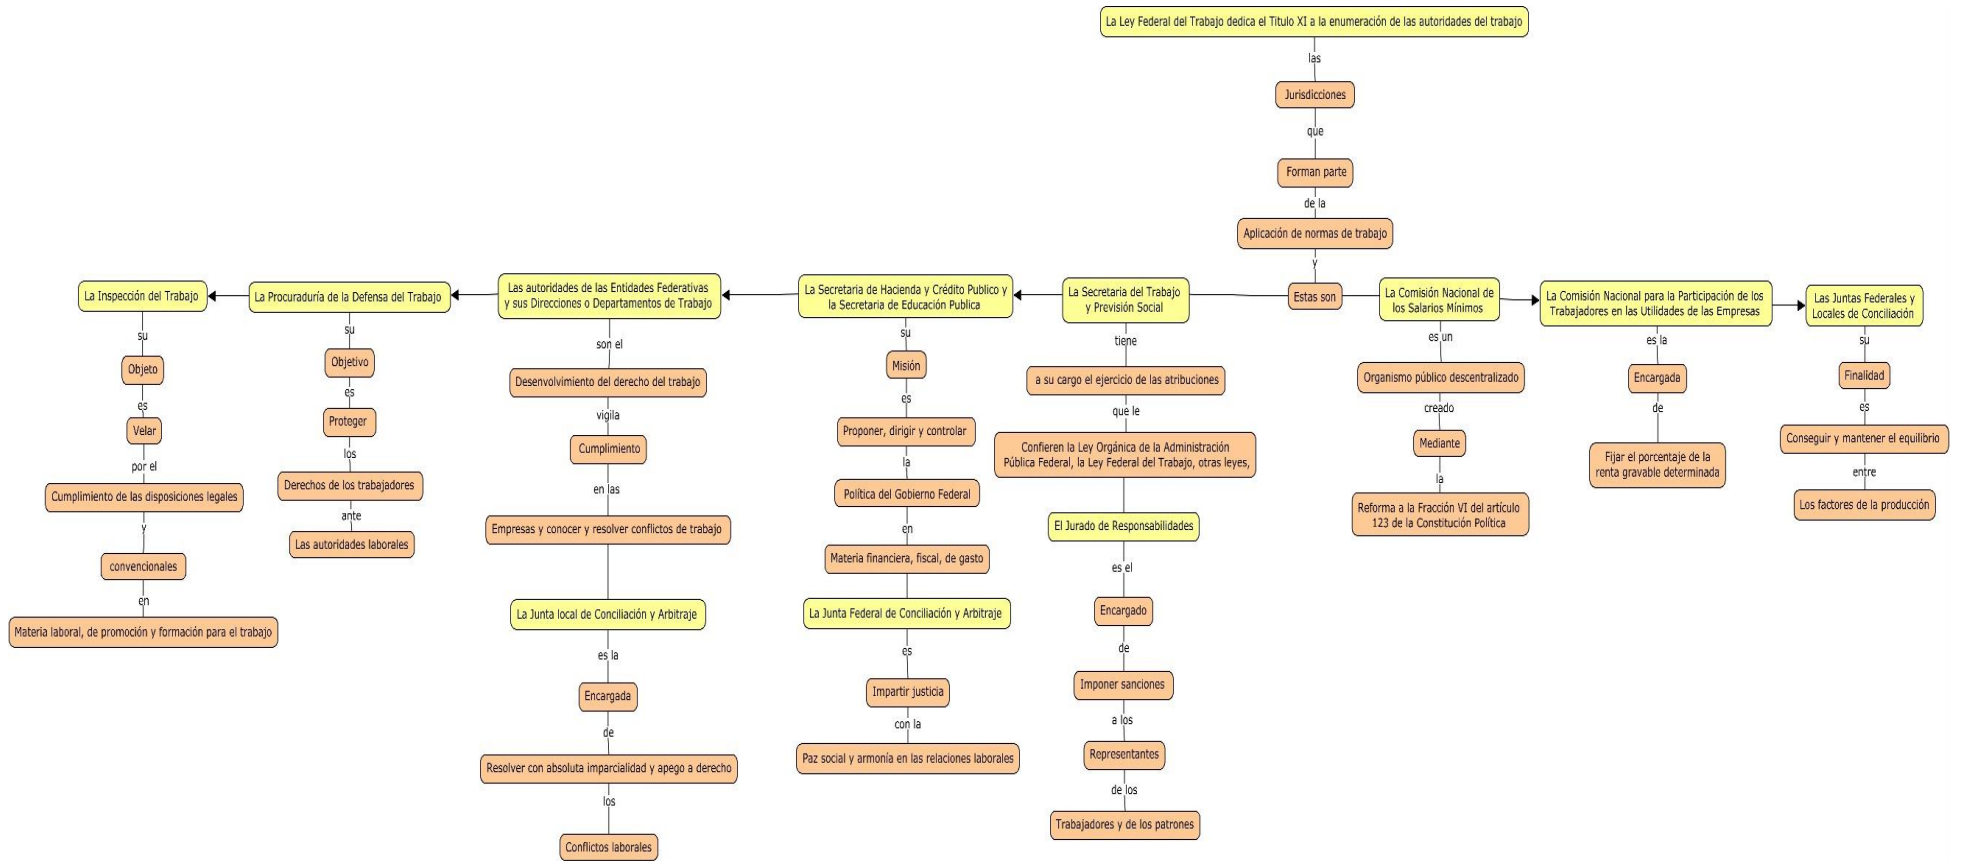 La Ley Federal del Trabajo dedica el Titulo XI a la enumeración de las autoridades del trabajo
las
Jurisdicciones
que
Forman parte
de la
Aplicación de normas de trabajo
y
Estas son
La Inspección del Trabajo
su
Objeto
es
Velar
por el
Cumplimiento de las disposiciones legales
y
convencionales
en
Materia laboral, de promoción y formación para el trabajo
La Procuraduría de la Defensa del Trabajo
su
Objetivo
es
Proteger
los
Derechos de los trabajadores
ante
Las autoridades laborales
Las autoridades de las Entidades Federativas
y sus Direcciones o Departamentos de Trabajo
son el
Desenvolvimiento del derecho del trabajo
vigila
Cumplimiento
en las
Empresas y conocer y resolver conflictos de trabajo
La Junta local de Conciliación y Arbitraje
es la
Encargada
de
Resolver con absoluta imparcialidad y apego a derecho
los
Conflictos laborales
La Secretaria de Hacienda y Crédito Publico y
la Secretaria de Educación Publica
su
Misión
es
Proponer, dirigir y controlar
la
Política del Gobierno Federal
en
Materia financiera, fiscal, de gasto
La Junta Federal de Conciliación y Arbitraje
es
Impartir justicia
con la
Paz social y armonía en las relaciones laborales
La Secretaria del Trabajo
y Previsión Social
tiene
a su cargo el ejercicio de las atribuciones
que le
Confieren la Ley Orgánica de la Administración
Pública Federal, la Ley Federal del Trabajo, otras leyes,
El Jurado de Responsabilidades
es el
Encargado
de
Imponer sanciones
a los
Representantes
de los
Trabajadores y de los patrones
La Comisión Nacional de
los Salarios Mínimos
es un
Organismo público descentralizado
creado
Mediante
la
Reforma a la Fracción VI del artículo
123 de la Constitución Política
La Comisión Nacional para la Participación de los
Trabajadores en las Utilidades de las Empresas
es la
Encargada
de
Fijar el porcentaje de la
renta gravable determinada
Las Juntas Federales y
Locales de Conciliación
su
Finalidad
es
Conseguir y mantener el equilibrio
entre
Los factores de la producción